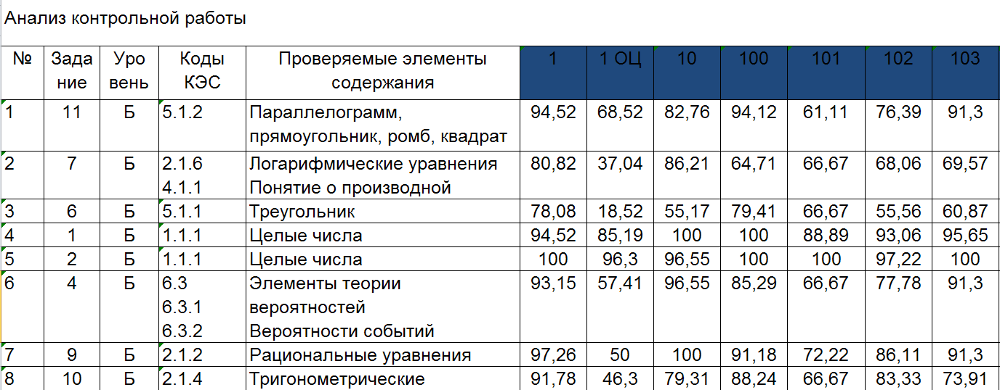 Анализ контрольной работы
№ Зада Уро Коды Проверяемые элементы 1 1 ОЦ 10 100 101 102 103
ние вень КЭС содержания
1 11 Б 5.1.2 Параллелограмм, 94,52 68,52 82,76 94,12 61,11 76,39 91,3
прямоугольник, ромб, квадрат
2 7 Б 2.1.6 Логарифмические уравнения 80,82 37,04 86,21 64,71 66,67 68,06 69,57
4.1.1 Понятие о производной
3 6 Б 5.1.1 Треугольник 78,08 18,52 55,17 79,41 66,67 55,56 60,87
4 1 Б 1.1.1 Целые числа 94,52 85,19 100 100 88,89 93,06 95,65
5 2 Б 1.1.1 Целые числа 100 96,3 96,55 100 100 97,22 100
6 4 Б 6.3 Элементы теории 93,15 57,41 96,55 85,29 66,67 77,78 91,3
6.3.1 вероятностей
6.3.2 Вероятности событий
7 9 Б 2.1.2 Рациональные уравнения 97,26 50 100 91,18 72,22 86,11 91,3
8 10 Б 2.1.4 Тригонометрические 91,78 46,3 79,31 88,24 66,67 83,33 73,91